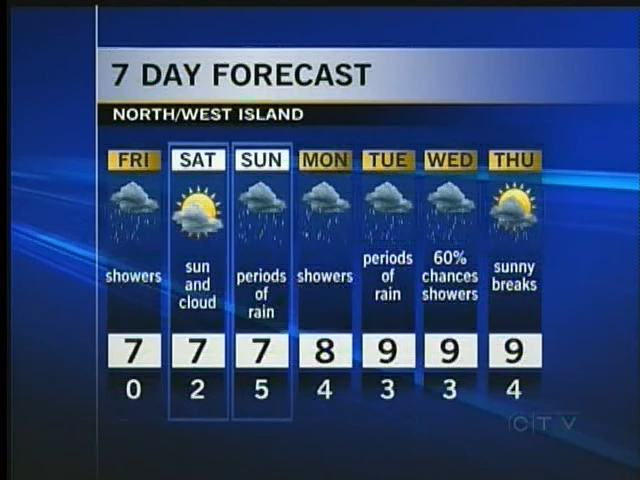 7 DAY FORECAST
NORTH/WEST ISLAND
FRI SAT SUN MON TUE WED THU
showers
sun
and
cloud
periods
of
rain
showers
periods
of
rain
60%
chances
showers
sunny
breaks
7 7 7 8 9 9 9
0 2 5 4 3 3 4
CTV